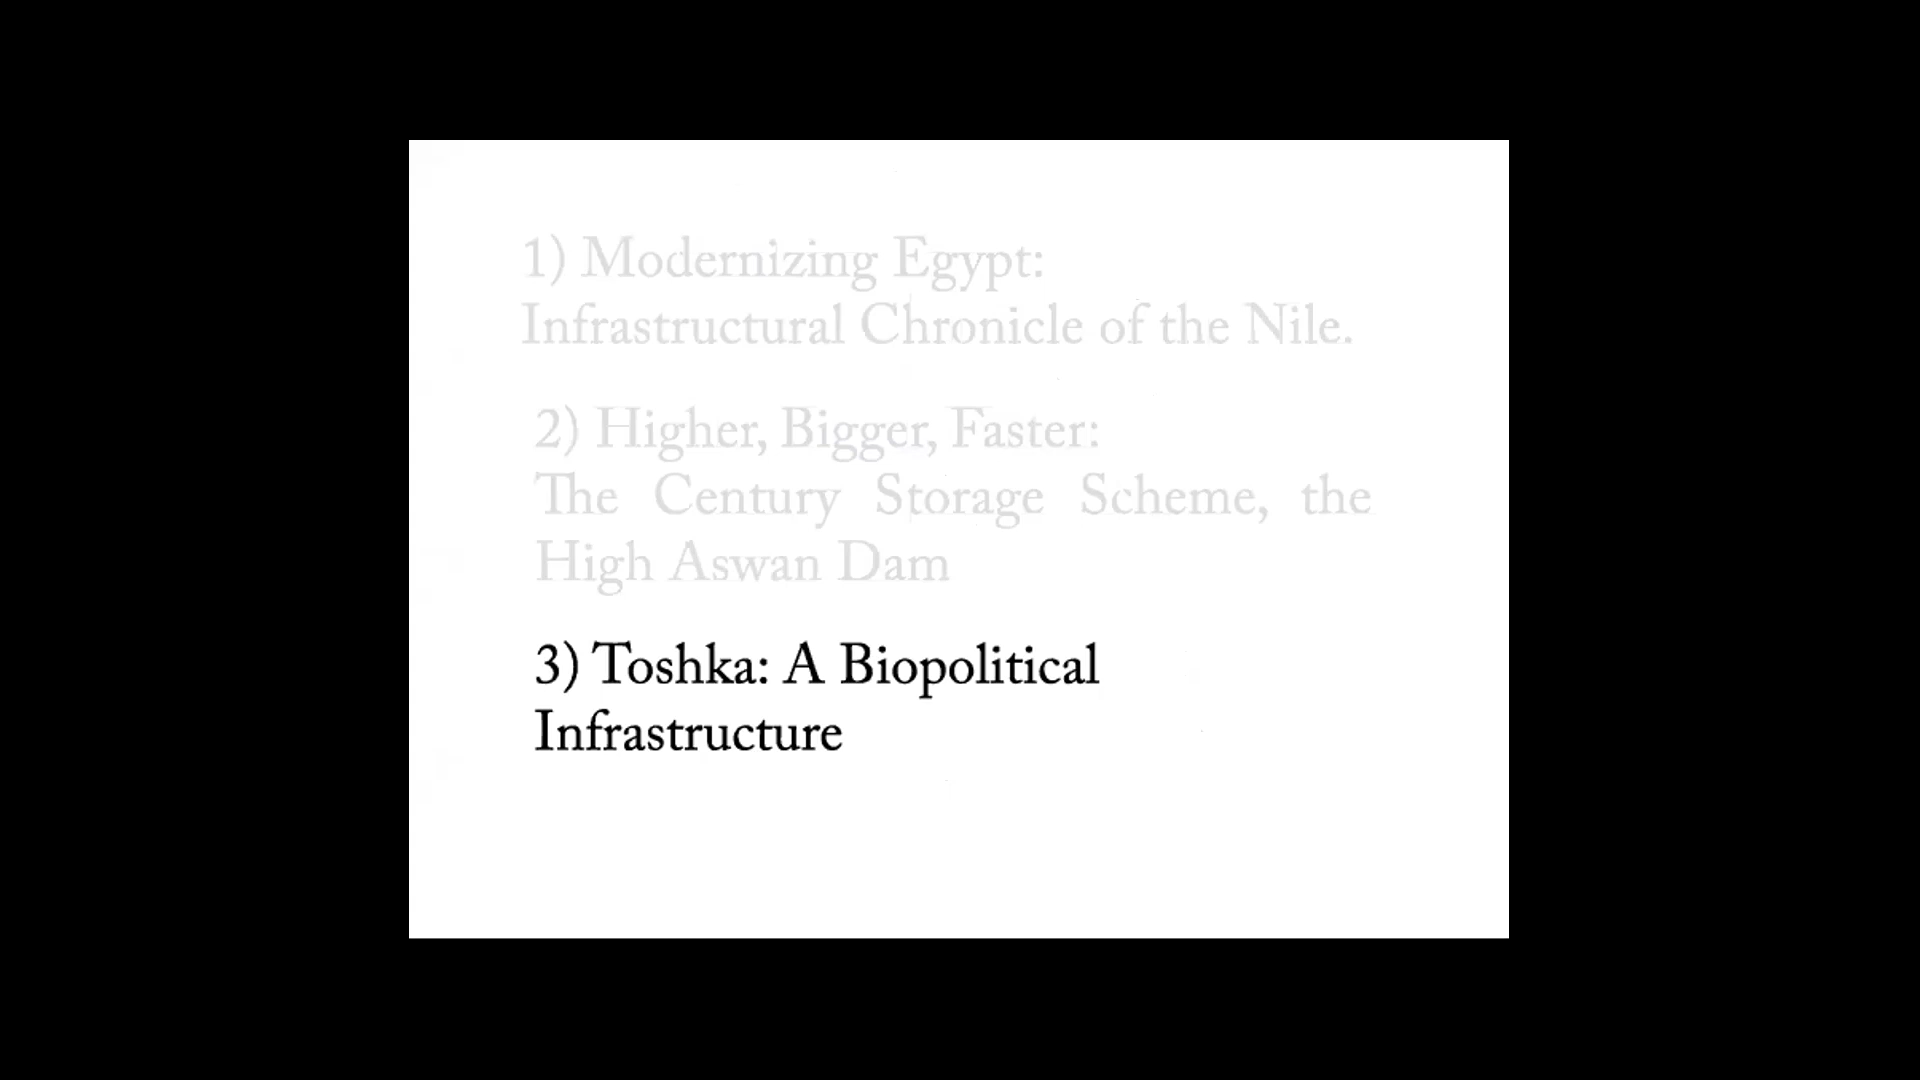 1) Modernizing Egypt:
Infrastructural Chronicle of the Nile.
2) Higher, Bigger, Faster:
The Century Storage Scheme, the
High Aswan Dam
3) Toshka: A Biopolitical
Infrastructure